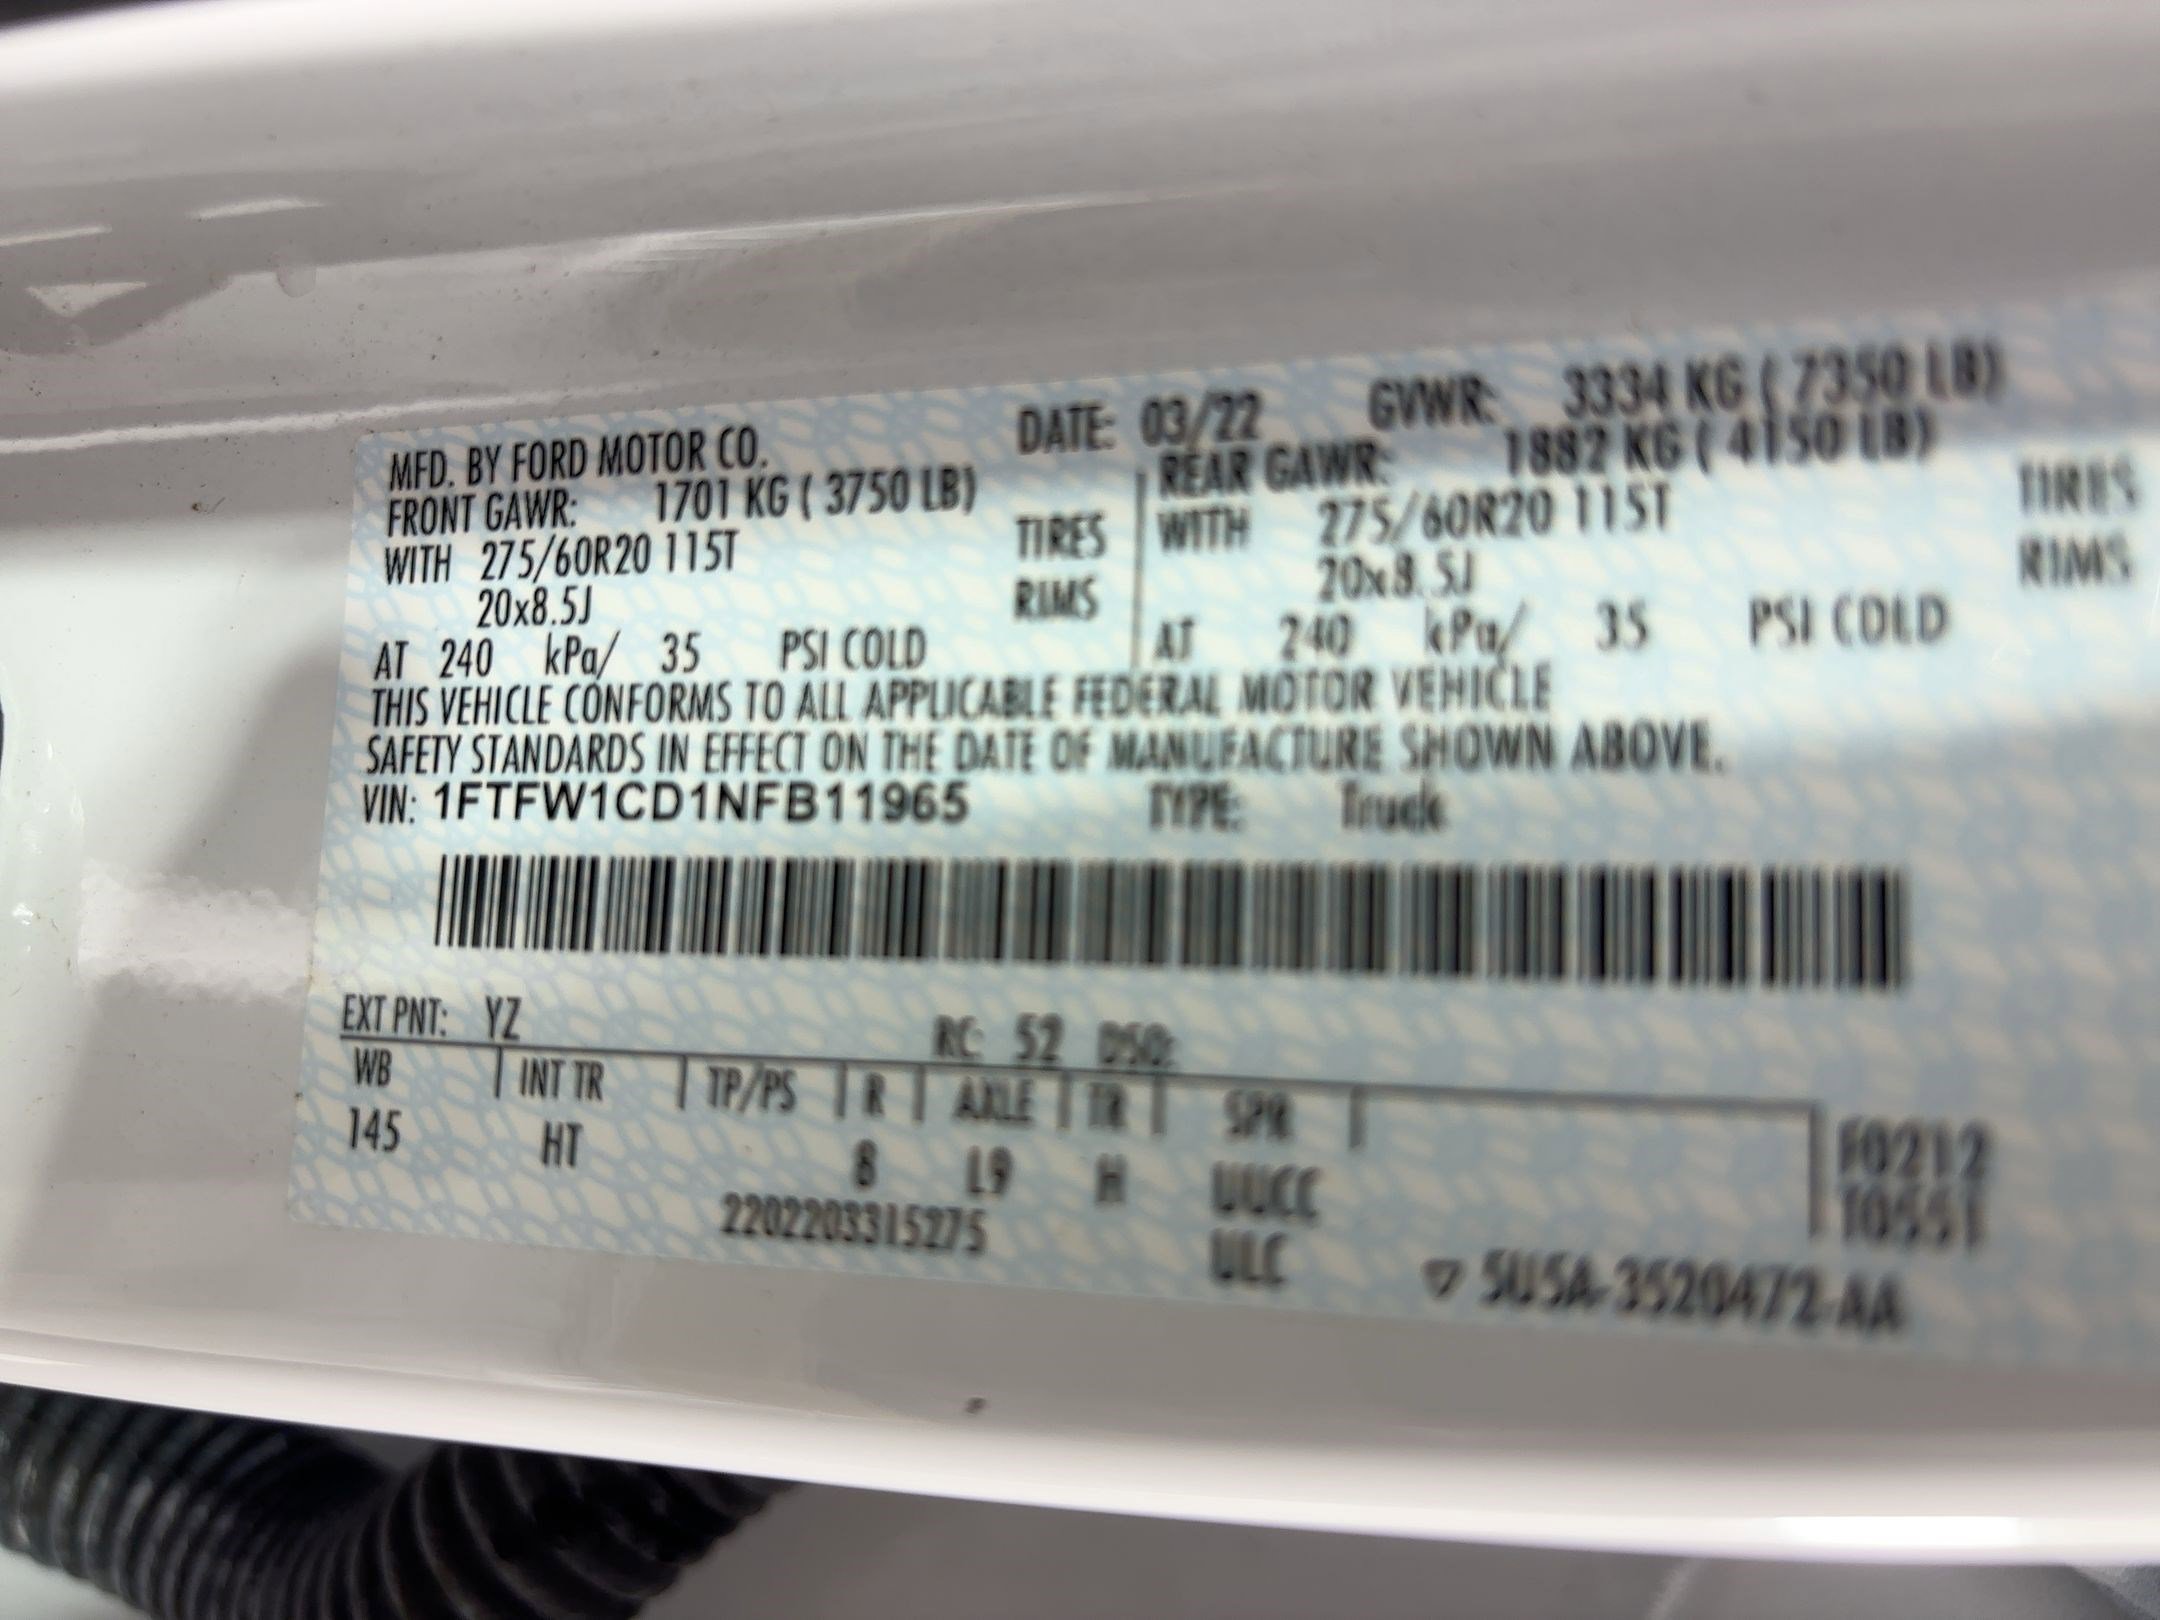 MFD. BY FORD MOTOR CO. DATE: 03/22 GVWR: 3334 KG ( 7350 LB)
FRONT GAWR: 1701 KG ( 3750 LB) REAR GAWR: 1882 KG ( 4150 LB)
WITH 275/60R20 115T TIRES WITH 275/60R20 115T TIRES
20x8.5J RIMS 20x8.5J RIMS
AT 240 kPa/ 35 PSI COLD AT 240 kPa/ 35 PSI COLD
THIS VEHICLE CONFORMS TO ALL APPLICABLE FEDERAL MOTOR VEHICLE
SAFETY STANDARDS IN EFFECT ON THE DATE OF MANUFACTURE SHOWN ABOVE.
VIN: 1FTFW1CD1NFB11965 TYPE: Truck
EXT PNT: YZ RC: 52 DSO:
WB INT TR TP/PS R AXLE TR SPR
145 HT 8 L9 H UUCC
F0212
T0551
2202203315275 ULC
▽ 5U5A-3520472-AA